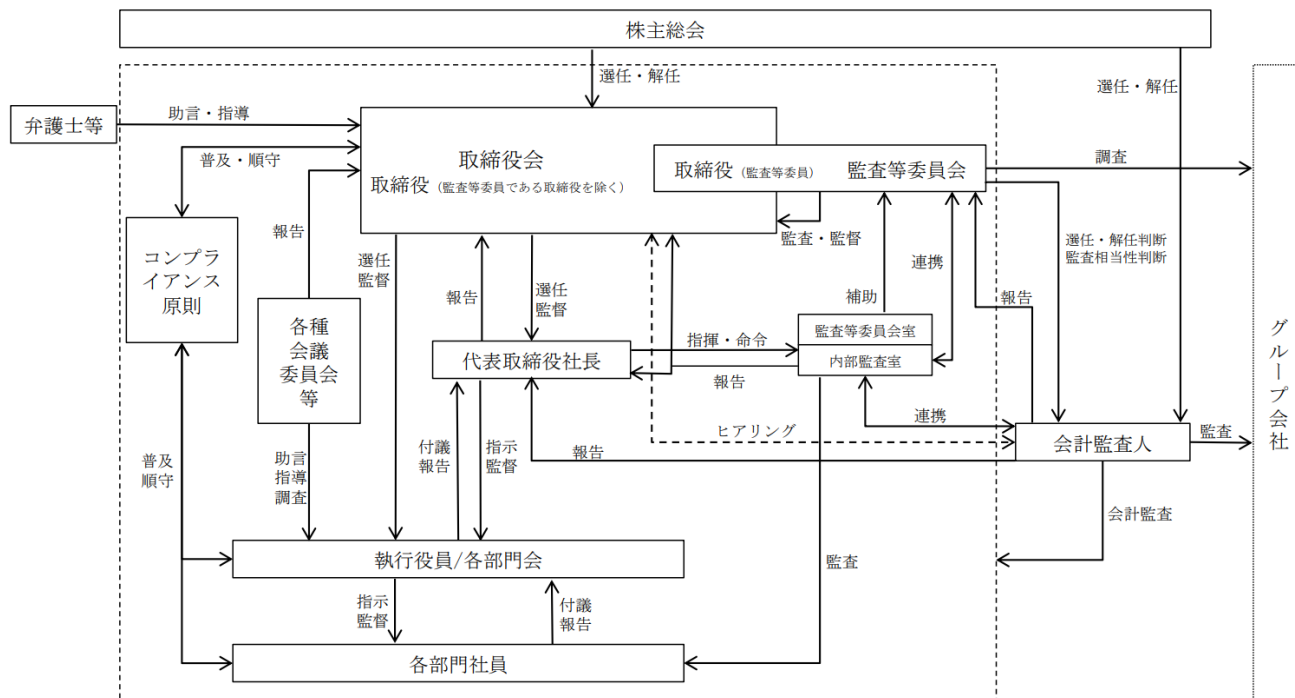 株主総会
選任・解任
選任・解任
弁護士等
助言・指導
普及・順守
取締役会
取締役（監査等委員である取締役を除く）
取締役（監査等委員） 監査等委員会
調査
報告
監査・監督
選任・解任判断
監査相当性判断
コンプラ
イアンス
原則
選任
監督
報告
選任
監督
補助
連携
報告
各種
会議
委員会
等
代表取締役社長
指揮・命令
報告
監査等委員会室
内部監査室
グループ会社
連携
ヒアリング
会計監査人
監査
普及
順守
助言
指導
調査
付議
報告
指示
監督
報告
会計監査
執行役員/各部門会
監査
指示
監督
付議
報告
各部門社員